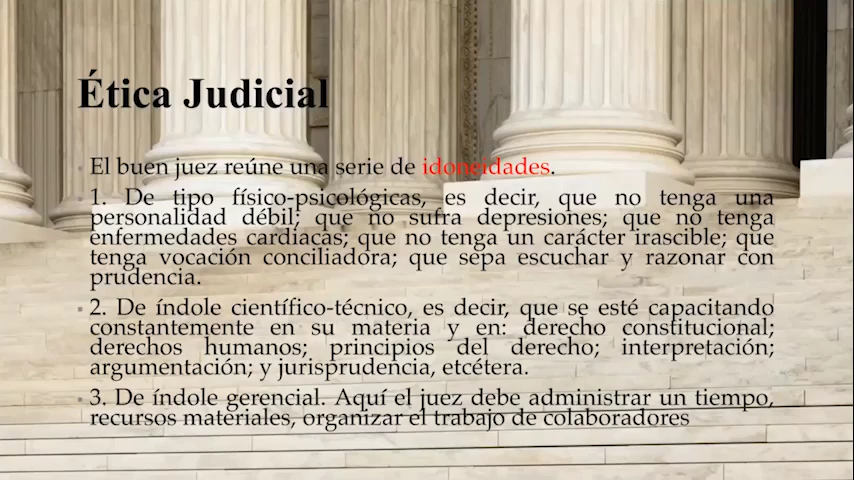 Ética Judicial
El buen juez reúne una serie de idoneidades.
1. De tipo físico-psicológicas, es decir, que no tenga una
personalidad débil; que no sufra depresiones; que no tenga
enfermedades cardiacas; que no tenga un carácter irascible; que
tenga vocación conciliadora; que sepa escuchar y razonar con
prudencia.
2. De índole científico-técnico, es decir, que se esté capacitando
constantemente en su materia y en: derecho constitucional;
derechos humanos; principios del derecho; interpretación;
argumentación; y jurisprudencia, etcétera.
3. De índole gerencial. Aquí el juez debe administrar un tiempo,
recursos materiales, organizar el trabajo de colaboradores